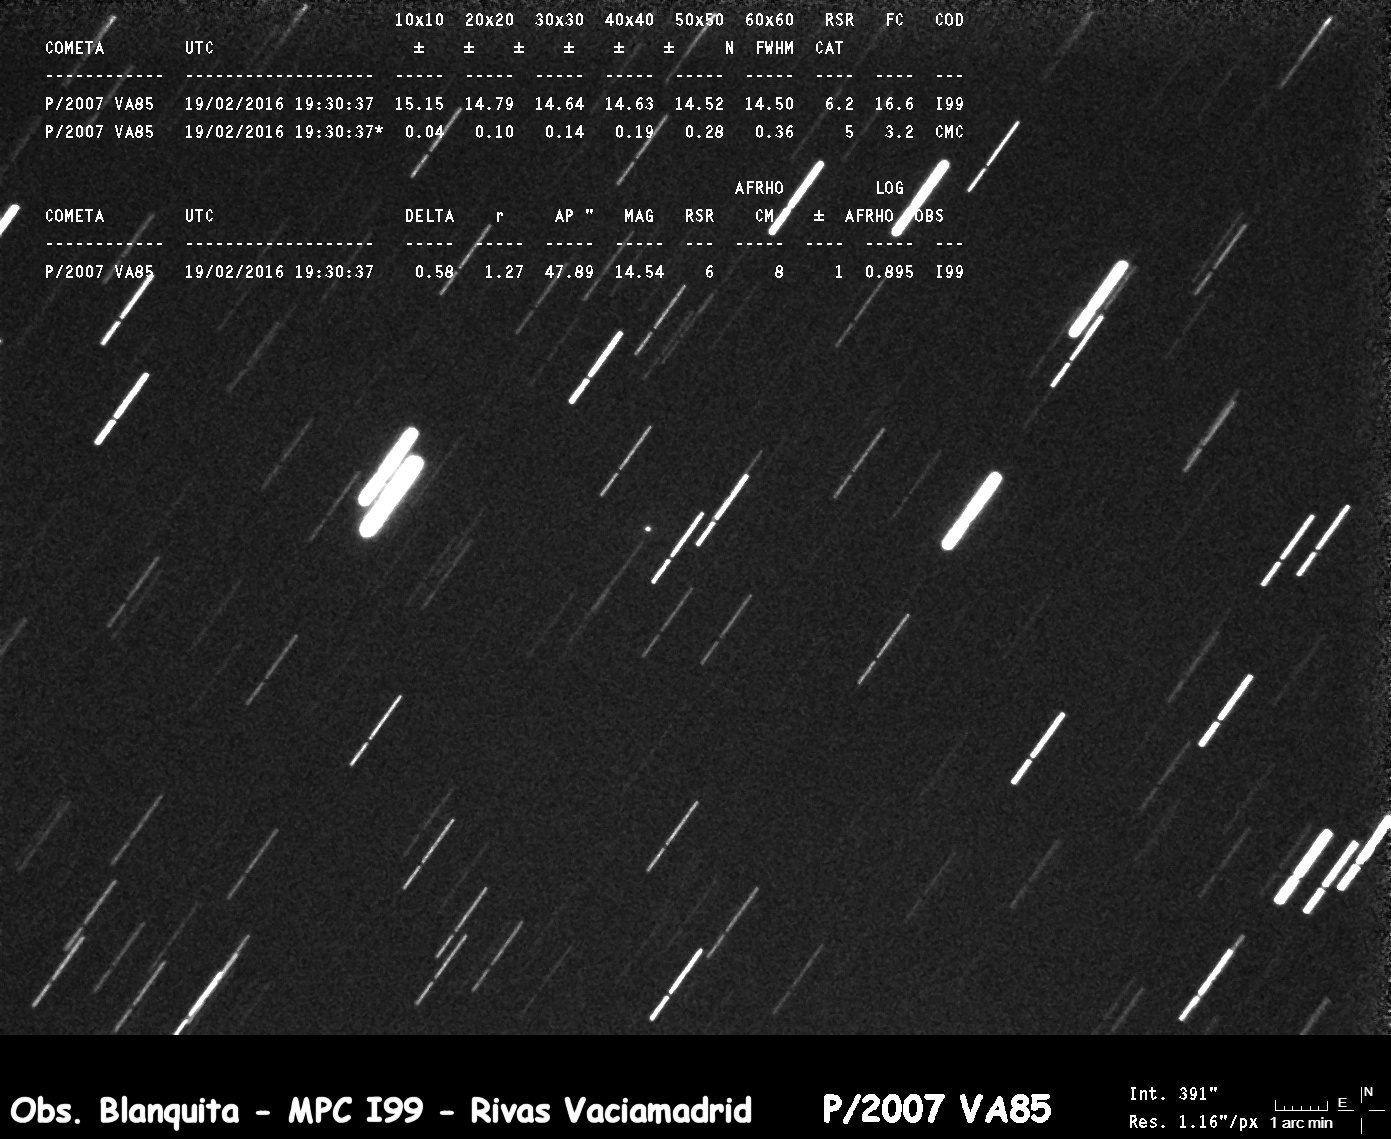 10x10 20x20 30x30 40x40 50x50 60x60 RSR FC COD
COMETA UTC ± ± ± ± ± ± N FWHM CAT
------------ ------------------- ----- ----- ----- ----- ----- ----- ---- ---- ---
P/2007 VA85 19/02/2016 19:30:37 15.15 14.79 14.64 14.63 14.52 14.50 6.2 16.6 I99
P/2007 VA85 19/02/2016 19:30:37* 0.04 0.10 0.14 0.19 0.28 0.36 5 3.2 CMC
AFRHO LOG
COMETA UTC DELTA r AP " MAG RSR CM ± AFRHO OBS
------------ ------------------- ----- ----- ----- ----- --- ----- ---- ----- ---
P/2007 VA85 19/02/2016 19:30:37 0.58 1.27 47.89 14.54 6 8 1 0.895 I99
Obs. Blanquita - MPC I99 - Rivas Vaciamadrid P/2007 VA85
Int. 391"
Res. 1.16"/px 1 arc min E N